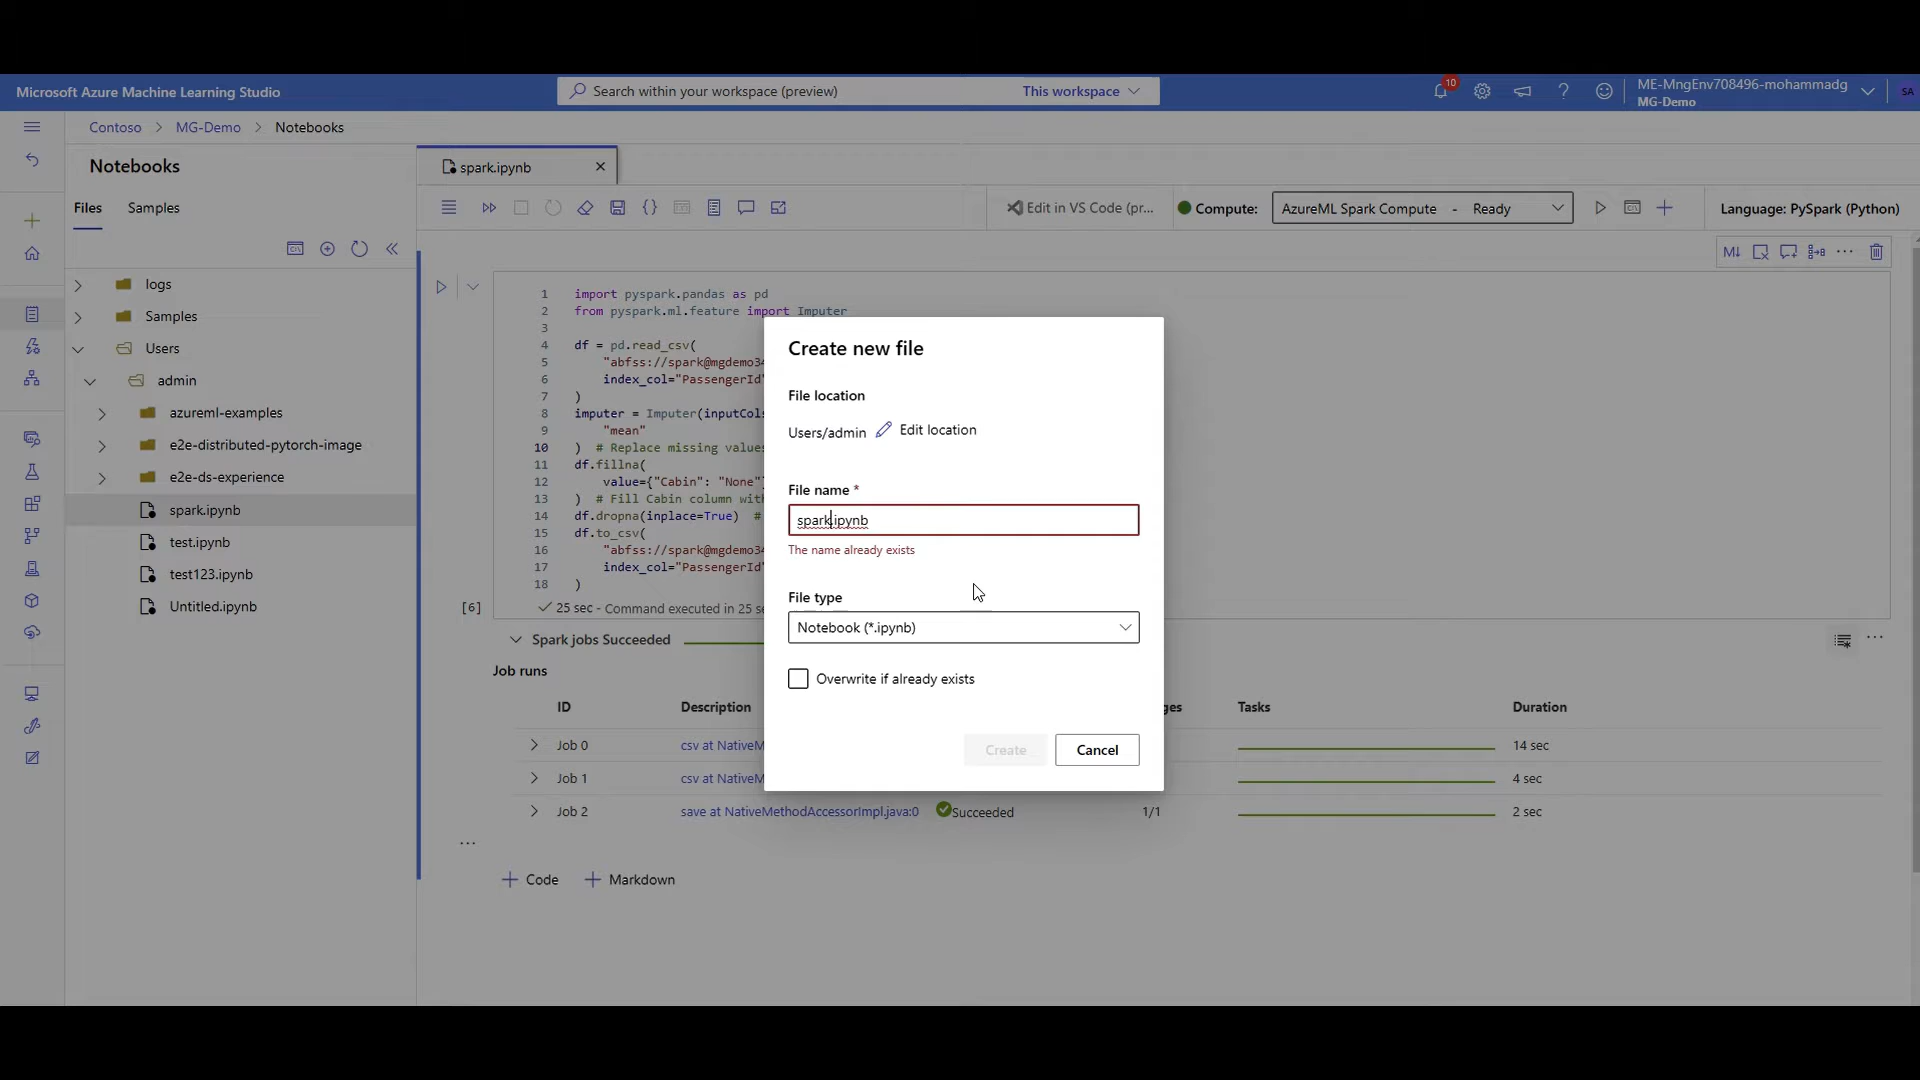 Microsoft Azure Machine Learning Studio
Search within your workspace (preview)
This workspace
10
ME-MngEnv708496-mohammadg
MG-Demo
SA
Contoso > MG-Demo > Notebooks
Notebooks
Files
Samples
logs
Samples
Users
admin
azureml-examples
e2e-distributed-pytorch-image
e2e-ds-experience
spark.ipynb
test.ipynb
test123.ipynb
Untitled.ipynb
spark.ipynb
Edit in VS Code (pr...
Compute:
AzureML Spark Compute - Ready
Language: PySpark (Python)
M↓
1 import pyspark.pandas as pd
2 from pyspark.ml.feature import Imputer
3
4 df = pd.read_csv(
5 "abfss://spark@mgdemo34
6 index_col="PassengerId"
7 )
8 imputer = Imputer(inputCols
9 "mean"
10 ) # Replace missing values
11 df.fillna(
12 value={"Cabin": "None"}
13 ) # Fill Cabin column with
14 df.dropna(inplace=True) #
15 df.to_csv(
16 "abfss://spark@mgdemo34
17 index_col="PassengerId"
18 )
[6]
25 sec - Command executed in 25 se
Spark jobs Succeeded
Job runs
ID Description ges Tasks Duration
Job 0 csv at NativeM 14 sec
Job 1 csv at NativeM 4 sec
Job 2 save at NativeMethodAccessorImpl.java:0 Succeeded 1/1 2 sec
Code
Markdown
Create new file
File location
Users/admin
Edit location
File name *
spark.ipynb
The name already exists
File type
Notebook (*.ipynb)
Overwrite if already exists
Create
Cancel